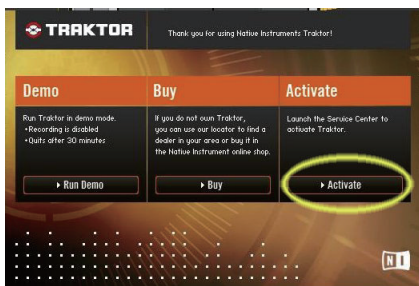 TRAKTOR
Thank you for using Native Instruments Traktor!
Demo
Run Traktor in demo mode.
•Recording is disabled
•Quits after 30 minutes
Run Demo
Buy
If you do not own Traktor,
you can use our locator to find a
dealer in your area or buy it in
the Native Instrument online shop.
Buy
Activate
Launch the Service Center to
activate Traktor.
Activate
NI